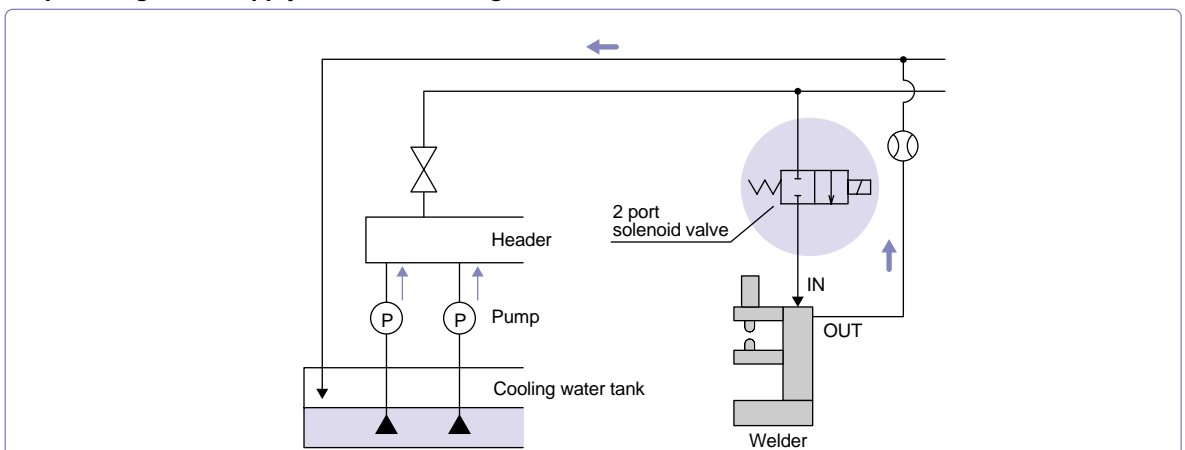 2 port
solenoid valve
Header
IN
P
P
Pump
OUT
Cooling water tank
Welder